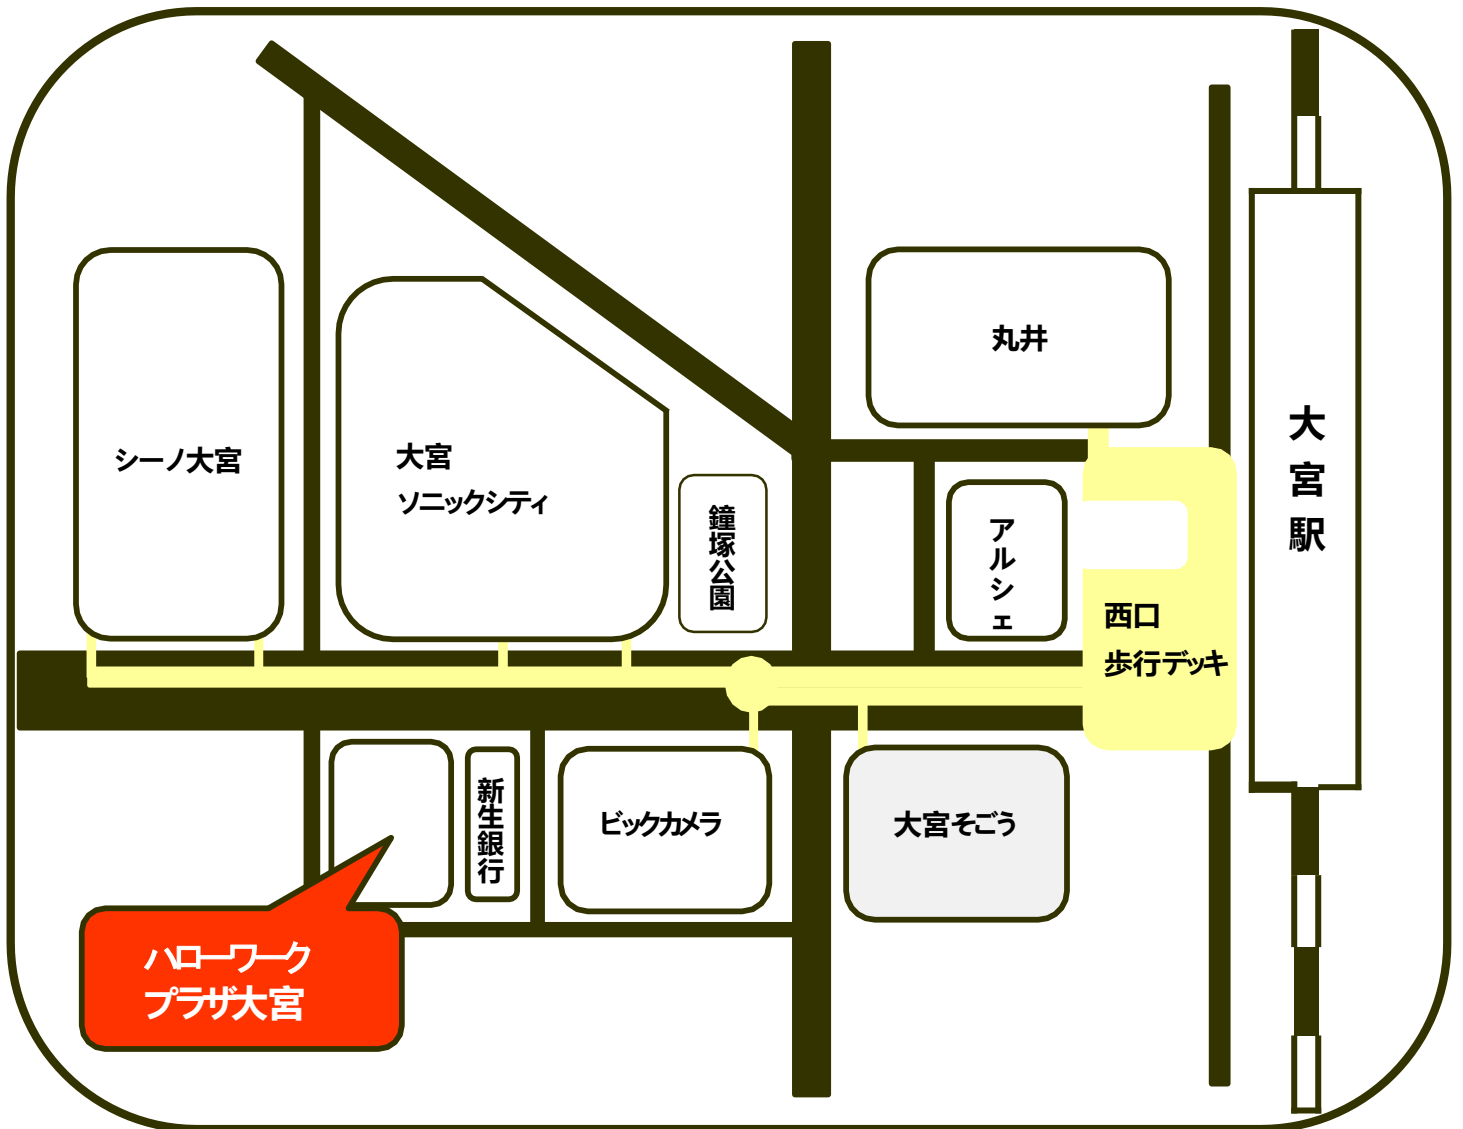 丸井
大宮駅
シーノ大宮
大宮
ソニックシティ
鐘塚公園
アルシェ
西口
歩行デッキ
新生銀行
ビックカメラ
大宮そごう
ハローワーク
プラザ大宮